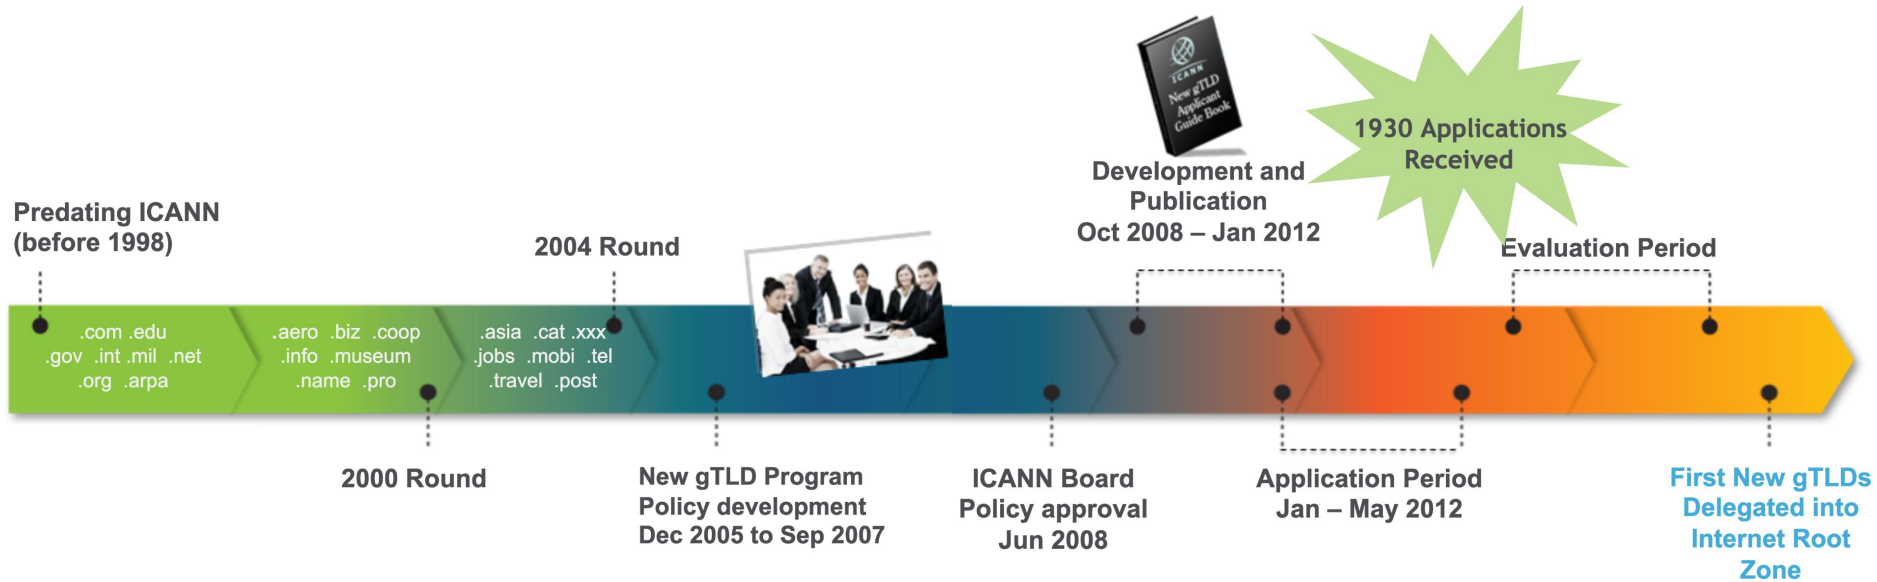 ICANN
New gTLD
Applicant
Guide Book
1930 Applications
Received
Development and
Publication
Oct 2008 – Jan 2012
Predating ICANN
(before 1998)
2004 Round
Evaluation Period
.com .edu
.gov .int .mil .net
.org .arpa
.aero .biz .coop
.info .museum
.name .pro
.asia .cat .xxx
.jobs .mobi .tel
.travel .post
2000 Round
New gTLD Program
Policy development
Dec 2005 to Sep 2007
ICANN Board
Policy approval
Jun 2008
Application Period
Jan – May 2012
First New gTLDs
Delegated into
Internet Root
Zone